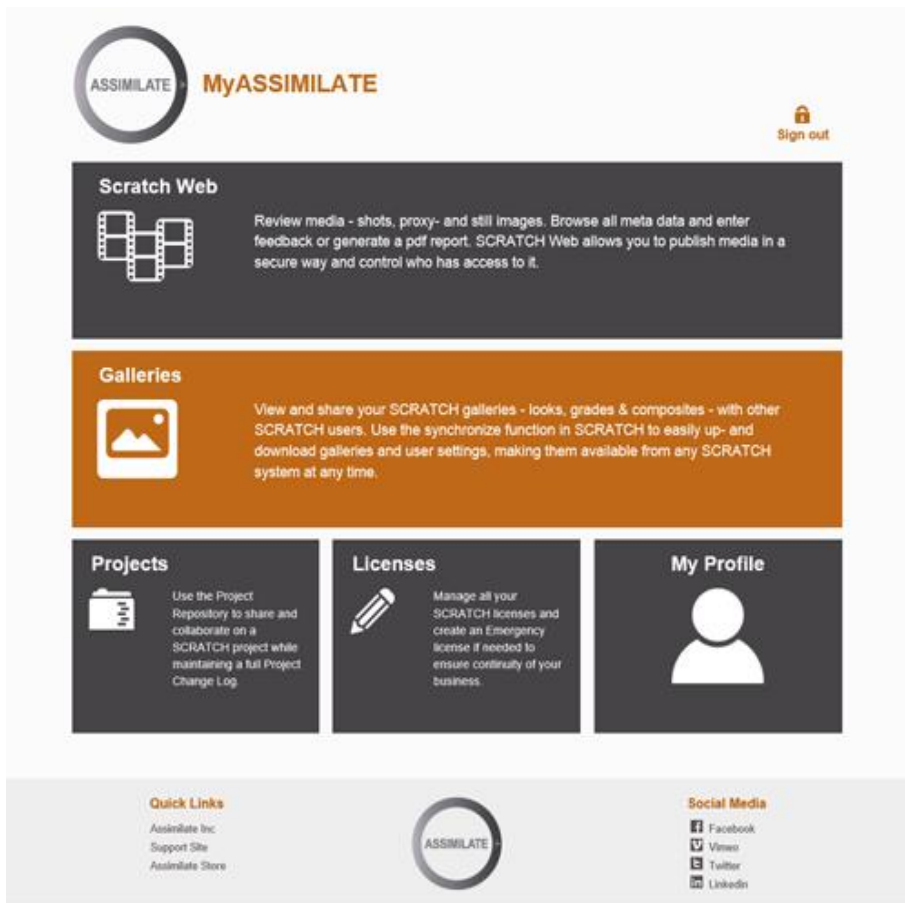 ASSIMILATE
MyASSIMILATE
Sign out
Scratch Web
Review media - shots, proxy- and still images. Browse all meta data and enter
feedback or generate a pdf report. SCRATCH Web allows you to publish media in a
secure way and control who has access to it.
Galleries
View and share your SCRATCH galleries - looks, grades & composites - with other
SCRATCH users. Use the synchronize function in SCRATCH to easily up- and
download galleries and user settings, making them available from any SCRATCH
system at any time.
Projects
Use the Project
Repository to share and
collaborate on a
SCRATCH project while
maintaining a full Project
Change Log.
Licenses
Manage all your
SCRATCH licenses and
create an Emergency
license if needed to
ensure continuity of your
business.
My Profile
Quick Links
Assimilate Inc
Support Site
Assimilate Store
ASSIMILATE
Social Media
Facebook
Vimeo
Twitter
Linkedin